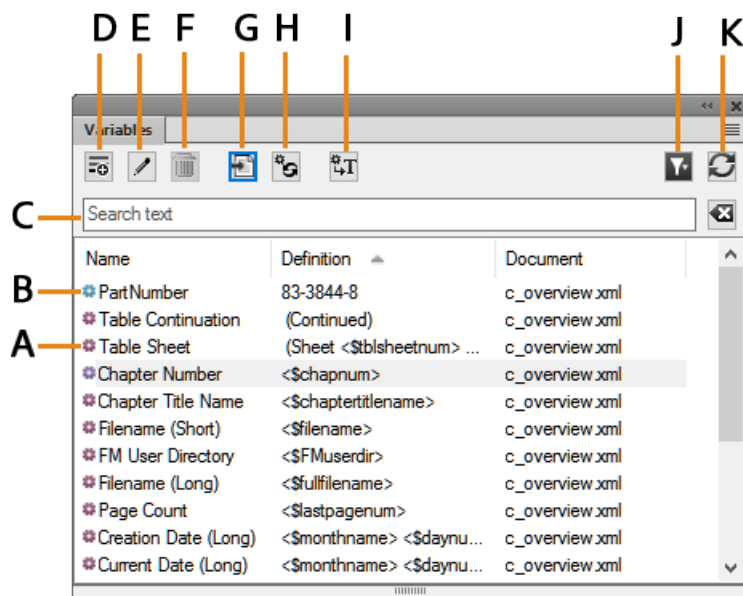 D E F G H I J K
Variables
T
C
Search text
Name Definition Document
B
PartNumber 83-3844-8 c_overview.xml
Table Continuation (Continued) c_overview.xml
A
Table Sheet (Sheet <$tblsheetnum> ... c_overview.xml
Chapter Number <$chapnum> c_overview.xml
Chapter Title Name <$chaptertitlename> c_overview.xml
Filename (Short) <$filename> c_overview.xml
FM User Directory <$FMuserdir> c_overview.xml
Filename (Long) <$fullfilename> c_overview.xml
Page Count <$lastpagenum> c_overview.xml
Creation Date (Long) <$monthname> <$daynu... c_overview.xml
Current Date (Long) <$monthname> <$daynu... c_overview.xml